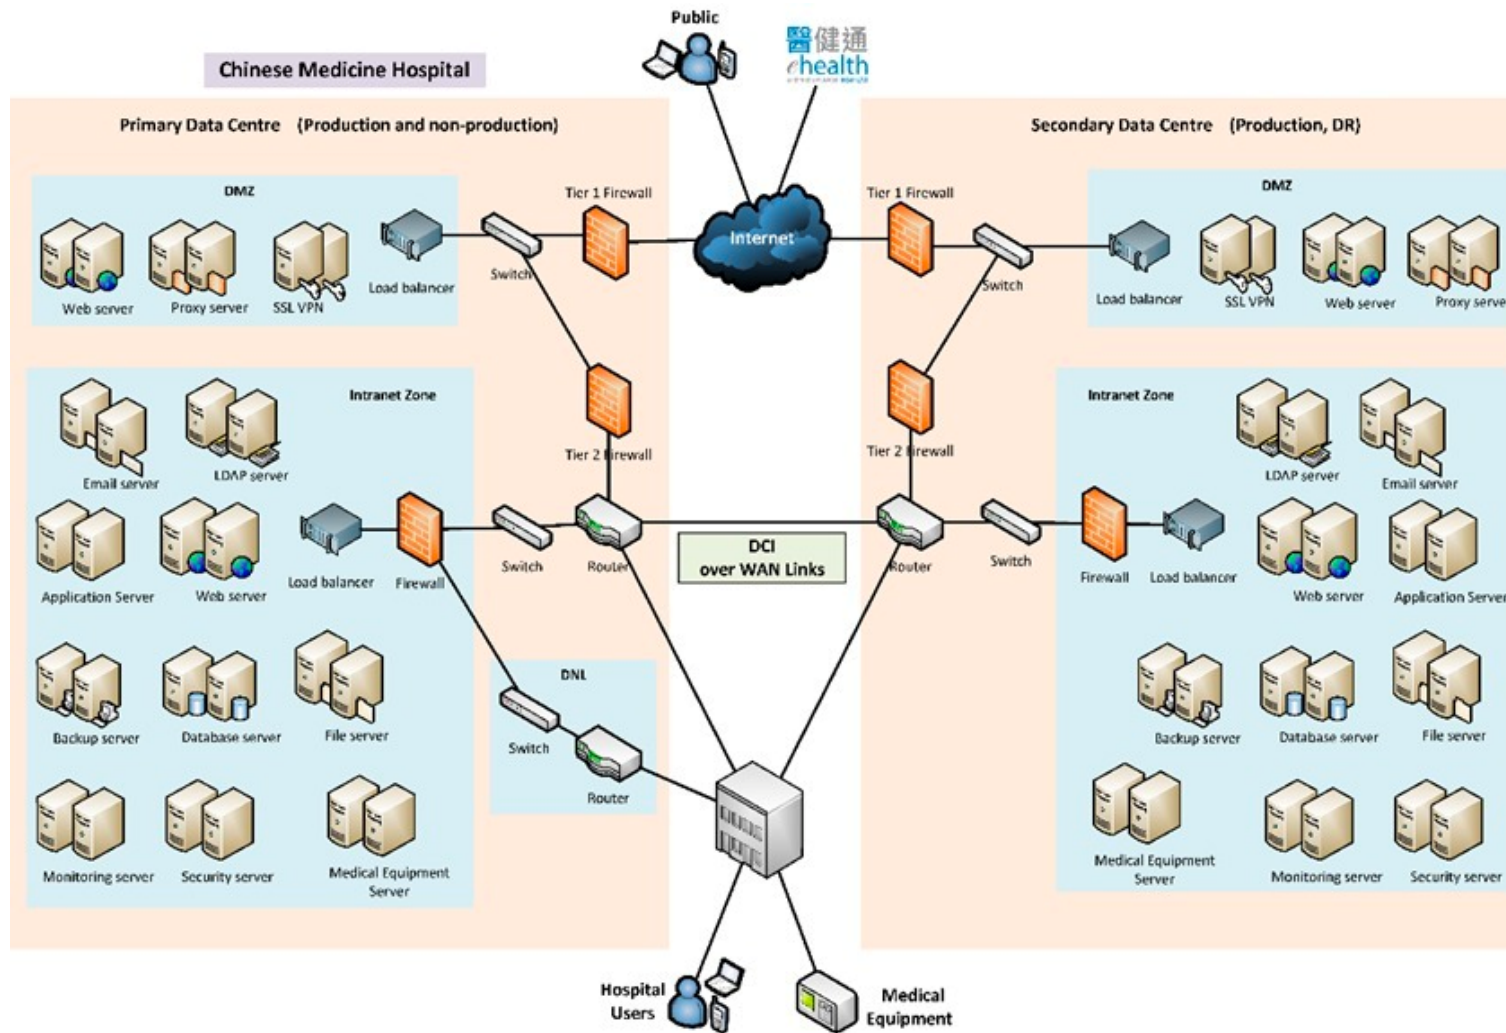 Public
醫健通
ehealth
Chinese Medicine Hospital
Primary Data Centre (Production and non-production)
Secondary Data Centre (Production, DR)
DMZ
Web server
Proxy server
SSL VPN
Load balancer
Switch
Tier 1 Firewall
Internet
Tier 1 Firewall
Switch
DMZ
Load balancer
SSL VPN
Web server
Proxy server
Intranet Zone
Email server
LDAP server
Tier 2 Firewall
Application Server
Web server
Load balancer
Firewall
Switch
Router
DCI
over WAN Links
Tier 2 Firewall
Router
Switch
Intranet Zone
LDAP server
Email server
Firewall
Load balancer
Web server
Application Server
Backup server
Database server
File server
DNL
Switch
Router
Backup server
Database server
File server
Monitoring server
Security server
Medical Equipment
Server
Medical Equipment
Server
Monitoring server
Security server
Hospital
Users
Medical
Equipment